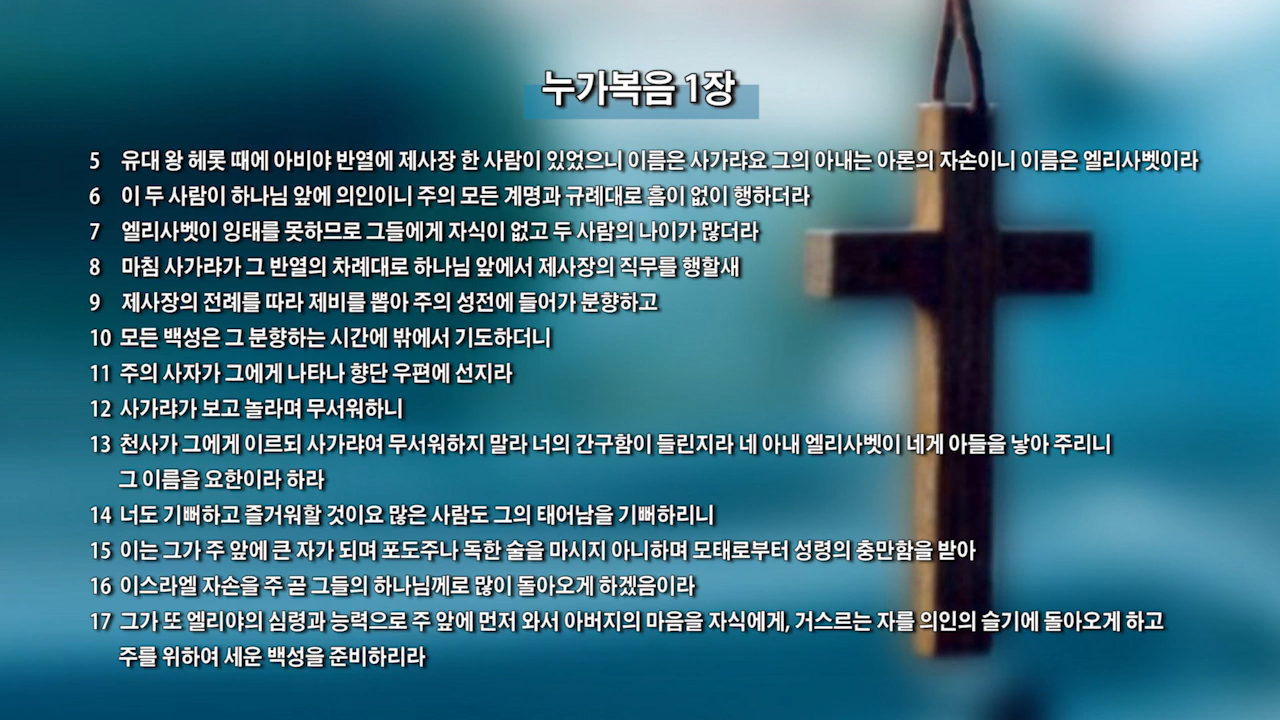 누가복음 1장
5 유대 왕 헤롯 때에 아비야 반열에 제사장 한 사람이 있었으니 이름은 사가랴요 그의 아내는 아론의 자손이니 이름은 엘리사벳이라
6 이 두 사람이 하나님 앞에 의인이니 주의 모든 계명과 규례대로 흠이 없이 행하더라
7 엘리사벳이 잉태를 못하므로 그들에게 자식이 없고 두 사람의 나이가 많더라
8 마침 사가랴가 그 반열의 차례대로 하나님 앞에서 제사장의 직무를 행할새
9 제사장의 전례를 따라 제비를 뽑아 주의 성전에 들어가 분향하고
10 모든 백성은 그 분향하는 시간에 밖에서 기도하더니
11 주의 사자가 그에게 나타나 향단 우편에 선지라
12 사가랴가 보고 놀라며 무서워하니
13 천사가 그에게 이르되 사가랴여 무서워하지 말라 너의 간구함이 들린지라 네 아내 엘리사벳이 네게 아들을 낳아 주리니
그 이름을 요한이라 하라
14 너도 기뻐하고 즐거워할 것이요 많은 사람도 그의 태어남을 기뻐하리니
15 이는 그가 주 앞에 큰 자가 되며 포도주나 독한 술을 마시지 아니하며 모태로부터 성령의 충만함을 받아
16 이스라엘 자손을 주 곧 그들의 하나님께로 많이 돌아오게 하겠음이라
17 그가 또 엘리야의 심령과 능력으로 주 앞에 먼저 와서 아버지의 마음을 자식에게, 거스르는 자를 의인의 슬기에 돌아오게 하고
주를 위하여 세운 백성을 준비하리라